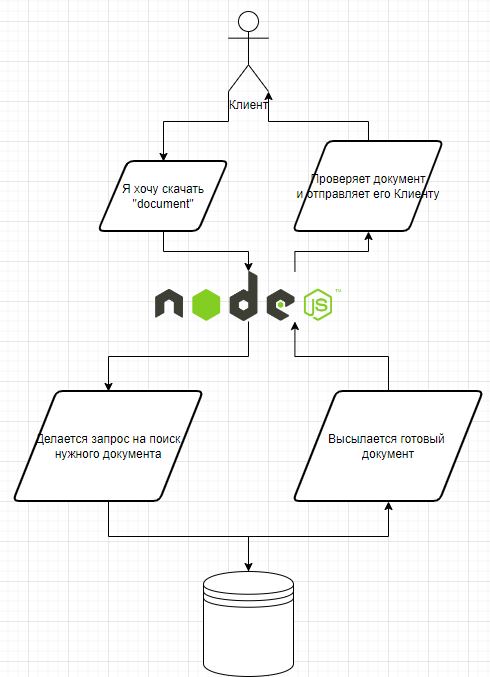 Клиент
Я хочу скачать
"document"
Проверяет документ
и отправляет его Клиенту
node
JS
TM
Делается запрос на поиск
нужного документа
Высылается готовый
документ